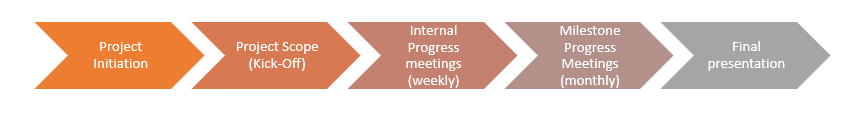 Project
Initiation
Project Scope
(Kick-Off)
Internal
Progress
meetings
(weekly)
Milestone
Progress
Meetings
(monthly)
Final
presentation